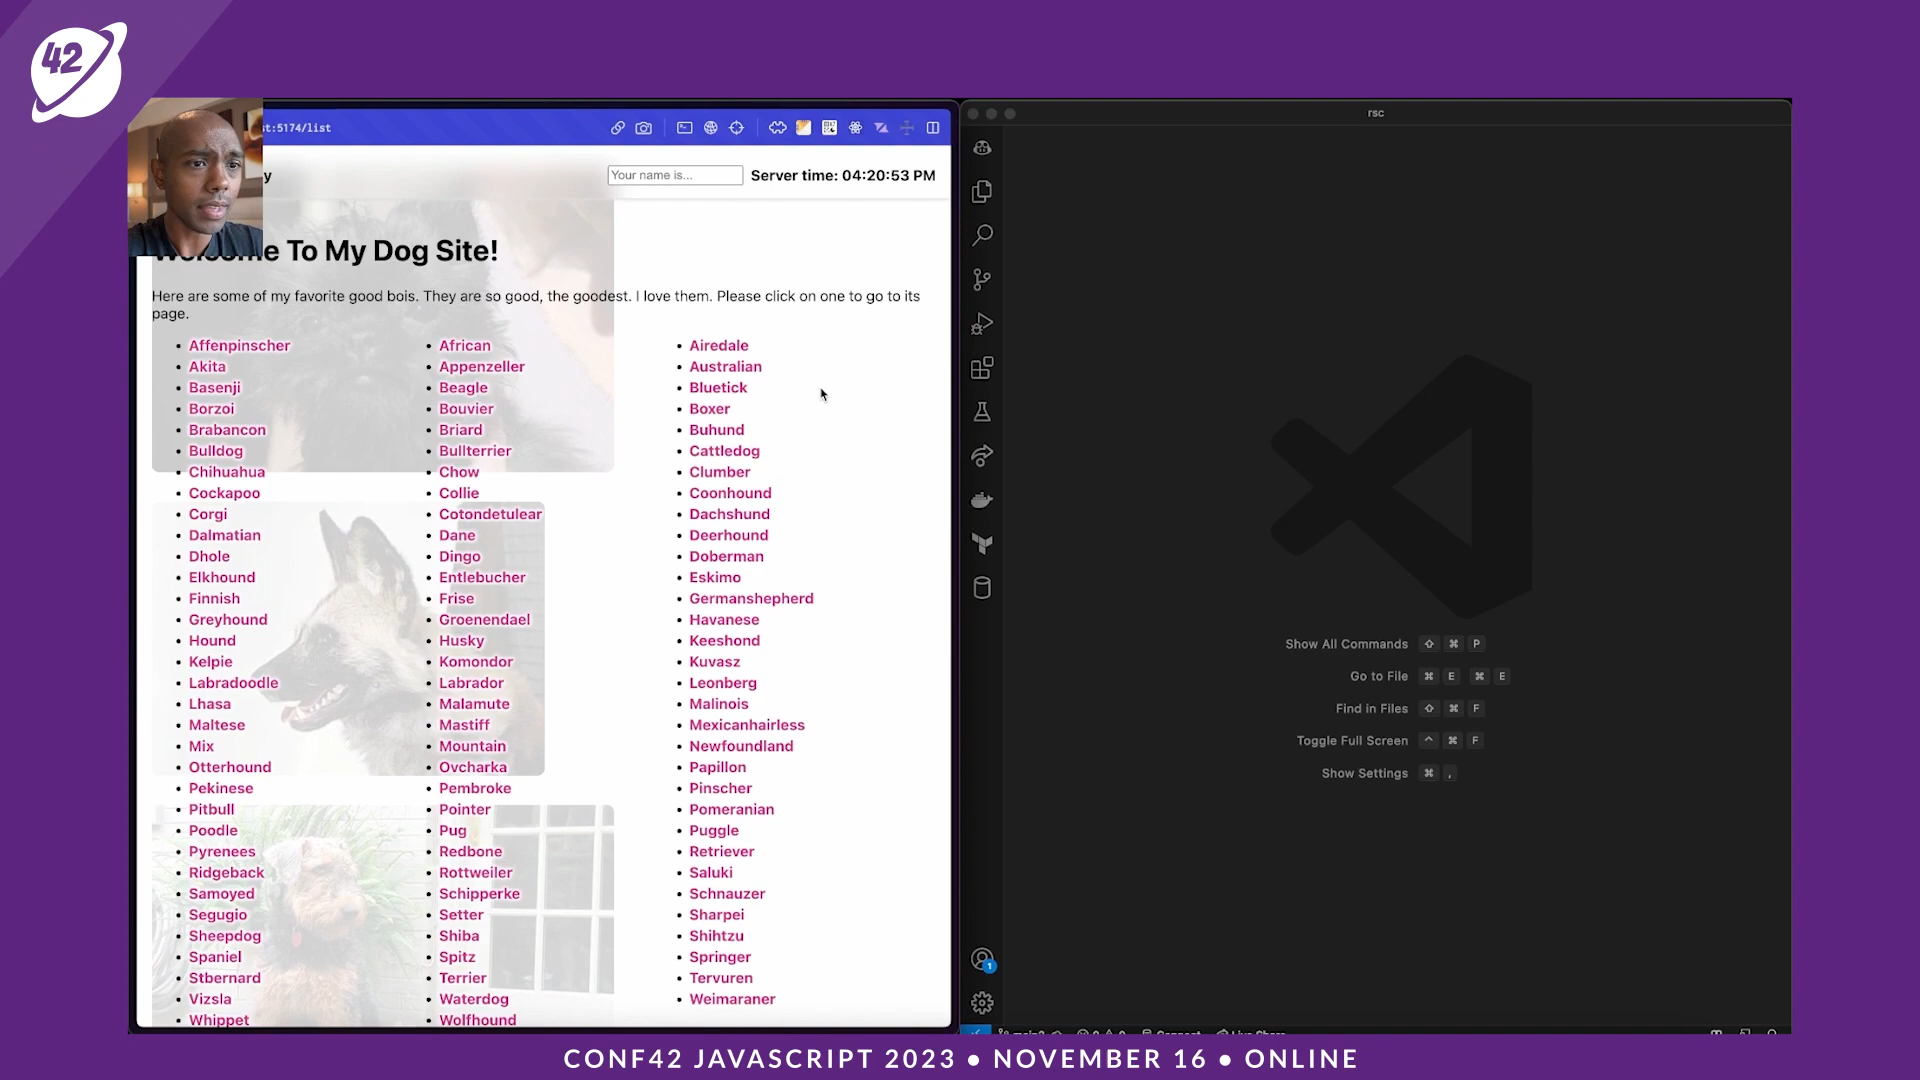 42
t:5174/list
rsc
y
Your name is...
Server time: 04:20:53 PM
Welcome To My Dog Site!
Here are some of my favorite good bois. They are so good, the goodest. I love them. Please click on one to go to its
page.
• Affenpinscher • African • Airedale
• Akita • Appenzeller • Australian
• Basenji • Beagle • Bluetick
• Borzoi • Bouvier • Boxer
• Brabancon • Briard • Buhund
• Bulldog • Bullterrier • Cattledog
• Chihuahua • Chow • Clumber
• Cockapoo • Collie • Coonhound
• Corgi • Cotondetulear • Dachshund
• Dalmatian • Dane • Deerhound
• Dhole • Dingo • Doberman
• Elkhound • Entlebucher • Eskimo
• Finnish • Frise • Germanshepherd
• Greyhound • Groenendael • Havanese
• Hound • Husky • Keeshond
• Kelpie • Komondor • Kuvasz
• Labradoodle • Labrador • Leonberg
• Lhasa • Malamute • Malinois
• Maltese • Mastiff • Mexicanhairless
• Mix • Mountain • Newfoundland
• Otterhound • Ovcharka • Papillon
• Pekinese • Pembroke • Pinscher
• Pitbull • Pointer • Pomeranian
• Poodle • Pug • Puggle
• Pyrenees • Redbone • Retriever
• Ridgeback • Rottweiler • Saluki
• Samoyed • Schipperke • Schnauzer
• Segugio • Setter • Sharpei
• Sheepdog • Shiba • Shihtzu
• Spaniel • Spitz • Springer
• Stbernard • Terrier • Tervuren
• Vizsla • Waterdog • Weimaraner
• Whippet • Wolfhound
Show All Commands ⇧ ⌘ P
Go to File ⌘ E ⌘ E
Find in Files ⇧ ⌘ F
Toggle Full Screen ^ ⌘ F
Show Settings ⌘ ,
1
CONF42 JAVASCRIPT 2023 • NOVEMBER 16 • ONLINE